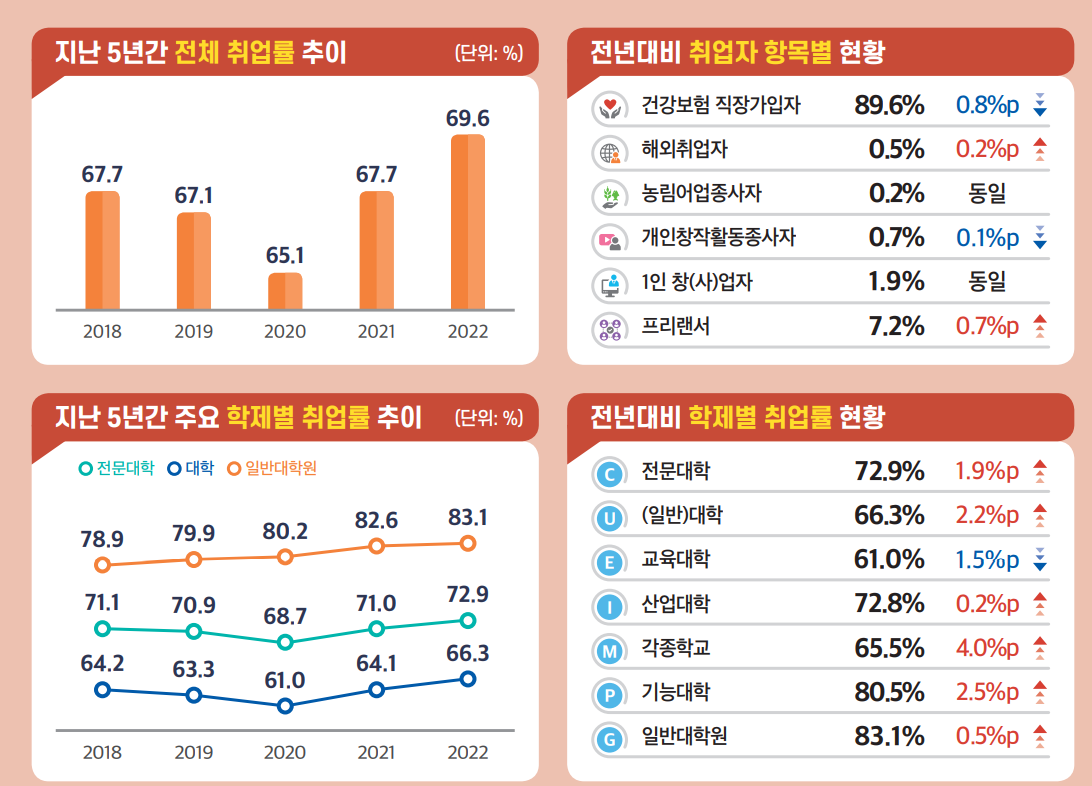 지난 5년간 전체 취업률 추이 (단위: %)
67.7
67.1
65.1
67.7
69.6
2018 2019 2020 2021 2022
전년대비 취업자 항목별 현황
건강보험 직장가입자 89.6% 0.8%p
해외취업자 0.5% 0.2%p
농림어업종사자 0.2% 동일
개인창작활동종사자 0.7% 0.1%p
1인 창(사)업자 1.9% 동일
프리랜서 7.2% 0.7%p
지난 5년간 주요 학제별 취업률 추이 (단위: %)
전문대학 대학 일반대학원
78.9 79.9 80.2 82.6 83.1
71.1 70.9 68.7 71.0 72.9
64.2 63.3 61.0 64.1 66.3
2018 2019 2020 2021 2022
전년대비 학제별 취업률 현황
C 전문대학 72.9% 1.9%p
U (일반)대학 66.3% 2.2%p
E 교육대학 61.0% 1.5%p
I 산업대학 72.8% 0.2%p
M 각종학교 65.5% 4.0%p
P 기능대학 80.5% 2.5%p
G 일반대학원 83.1% 0.5%p